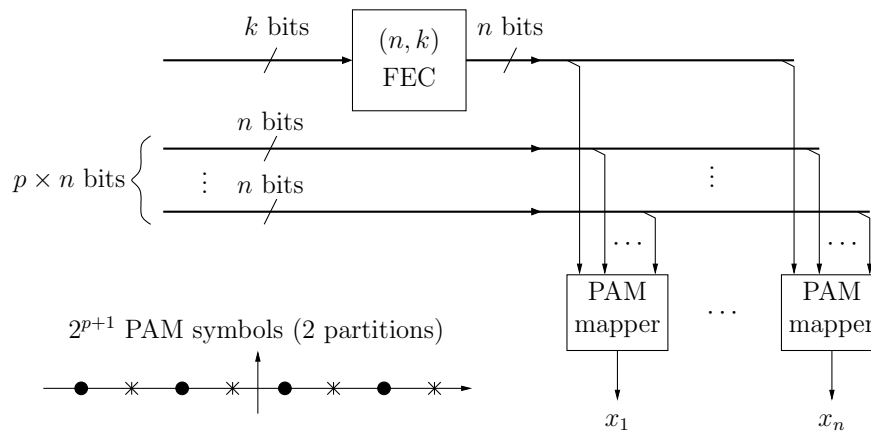 k bits
(n, k)
FEC
n bits
n bits
p × n bits
⋮
⋮
n bits
⋯
⋯
PAM
mapper
⋯
PAM
mapper
2^{p+1} PAM symbols (2 partitions)
x_1
x_n